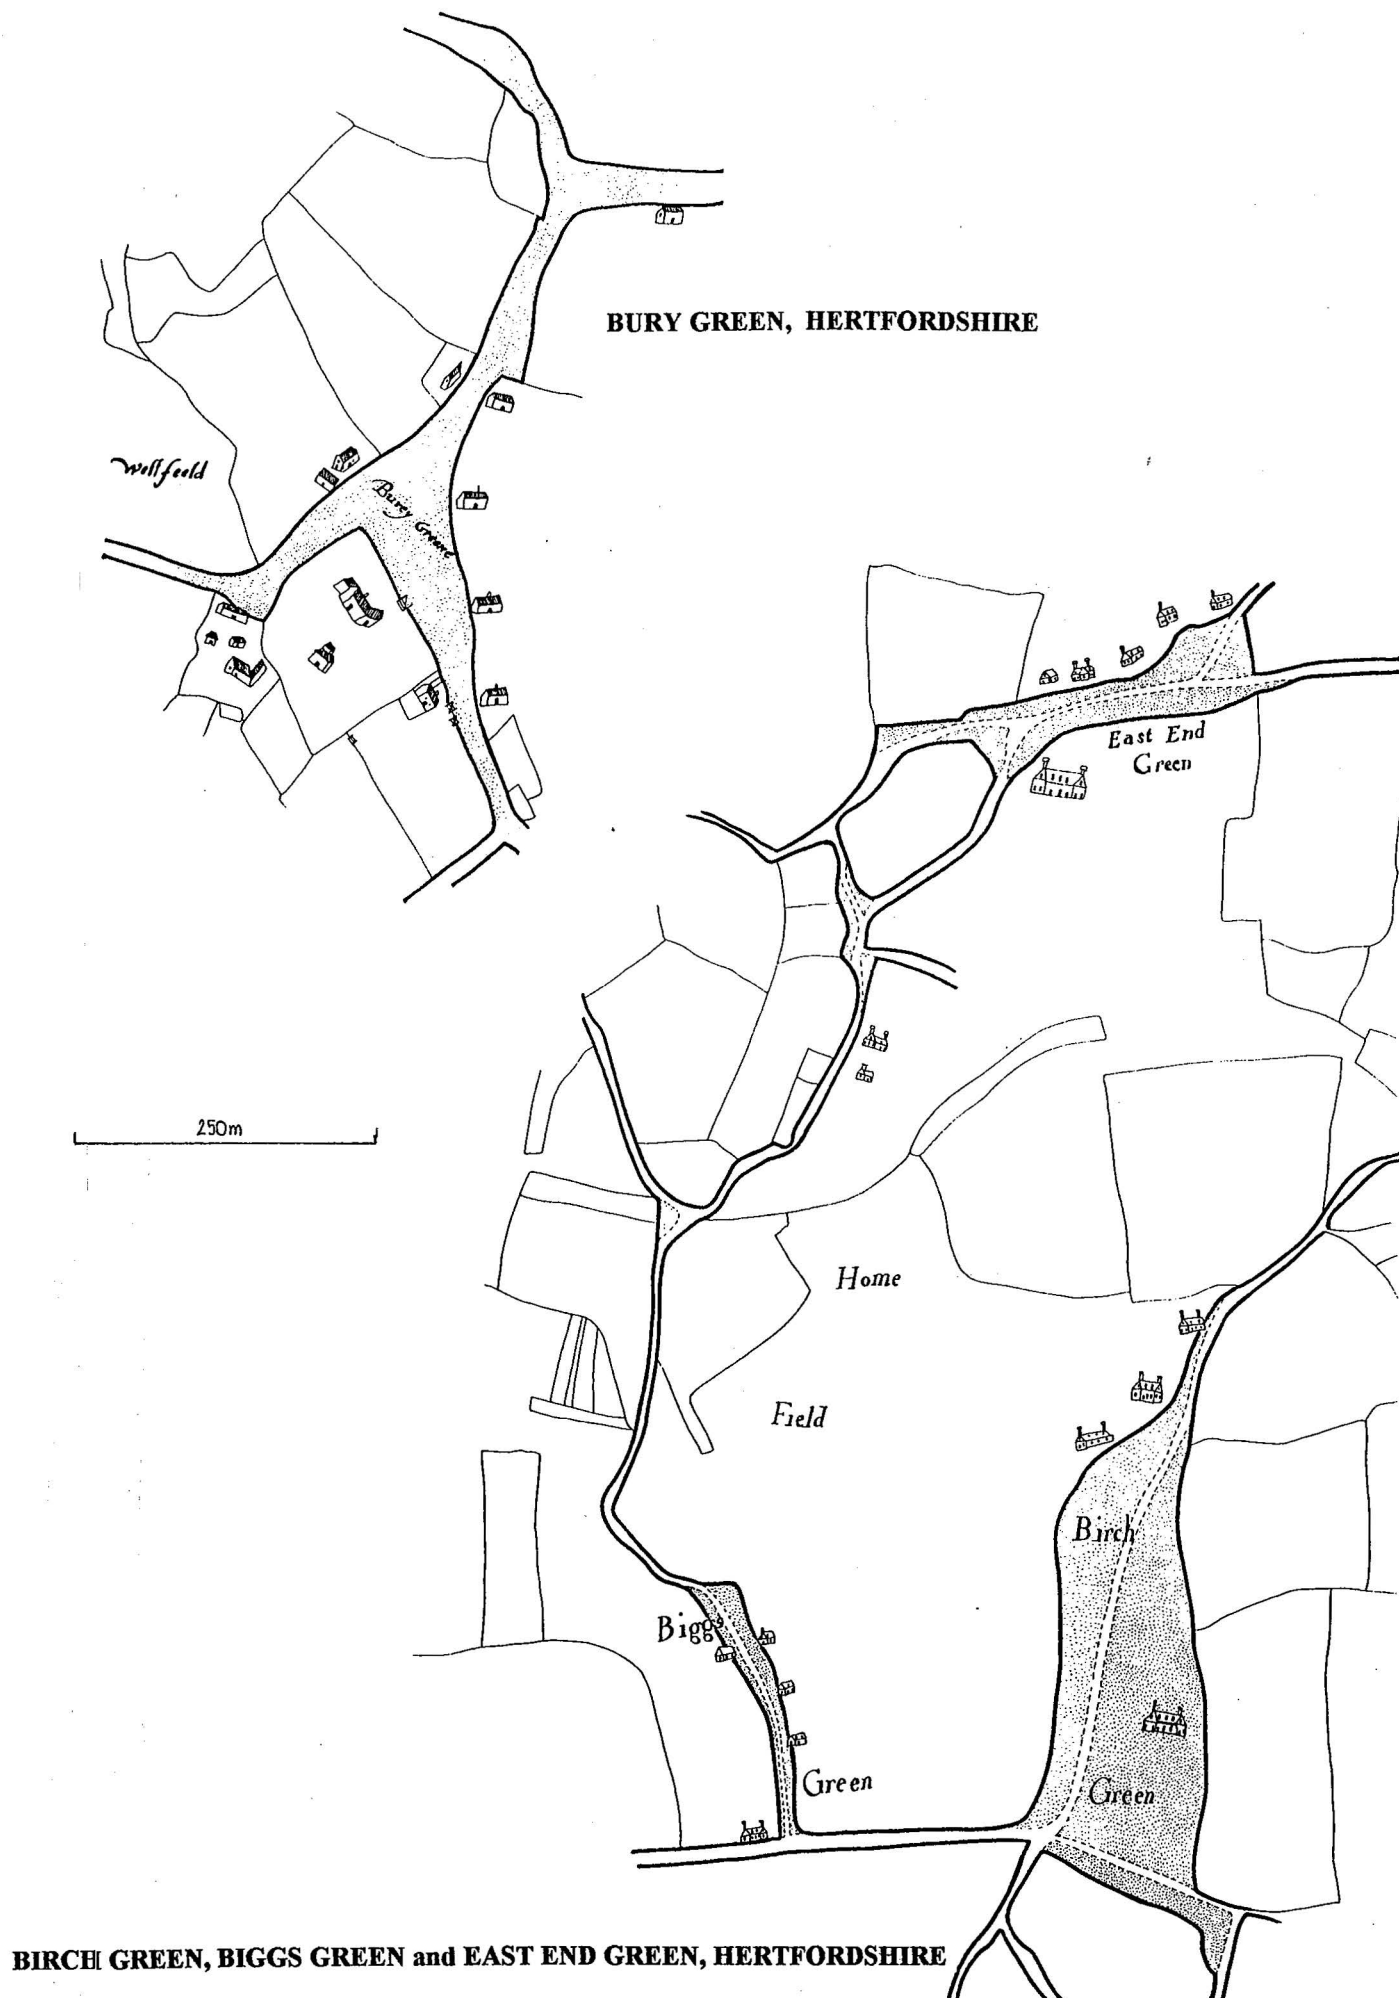 BURY GREEN, HERTFORDSHIRE
Wellfeeld
Burey Greene
East End
Green
250m
Home
Field
Birch
Biggs
Green
Green
BIRCH GREEN, BIGGS GREEN and EAST END GREEN, HERTFORDSHIRE